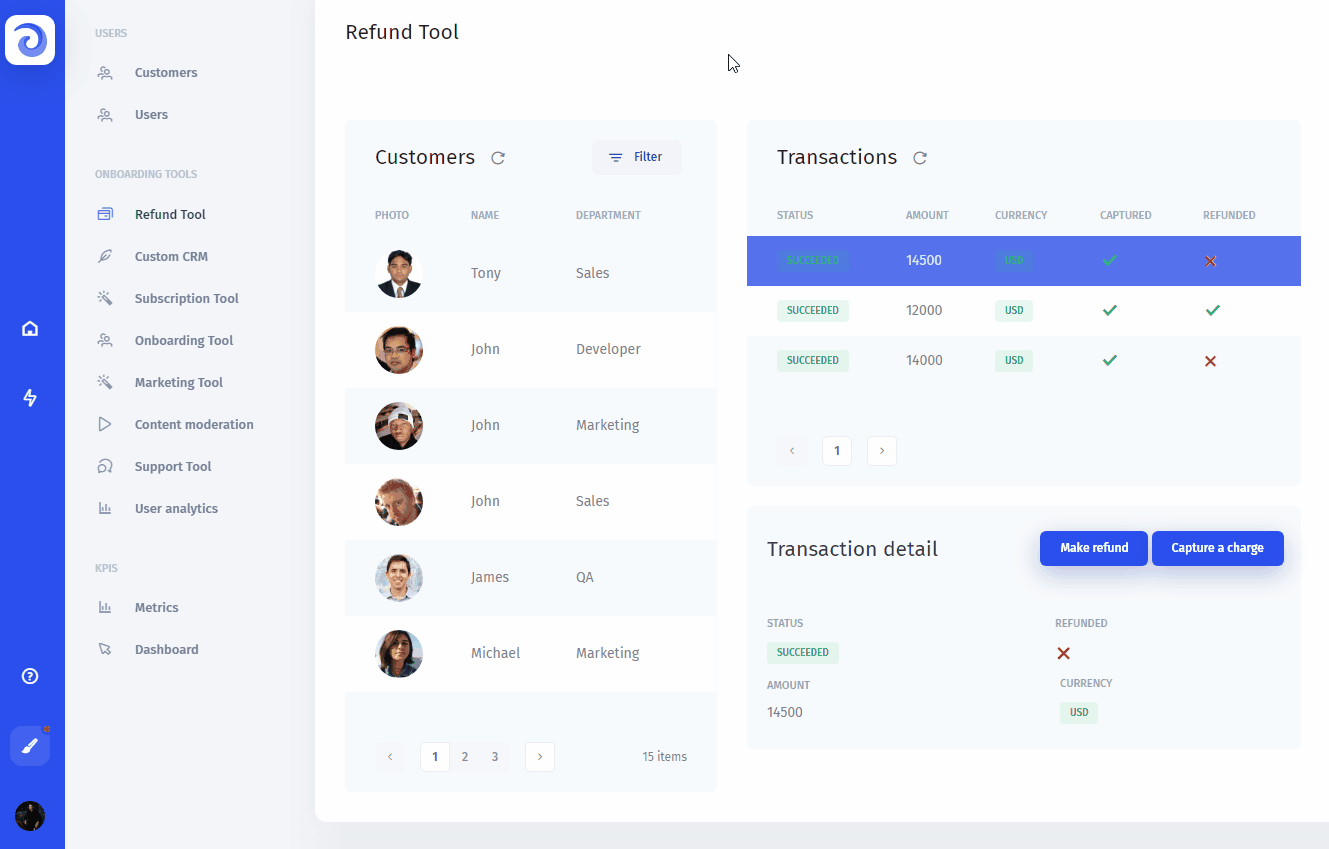 USERS
Customers
Users
ONBOARDING TOOLS
Refund Tool
Custom CRM
Subscription Tool
Onboarding Tool
Marketing Tool
Content moderation
Support Tool
User analytics
KPIS
Metrics
Dashboard
Refund Tool
Customers
Filter
PHOTO NAME DEPARTMENT
Tony Sales
John Developer
John Marketing
John Sales
James QA
Michael Marketing
1 2 3
15 items
Transactions
STATUS AMOUNT CURRENCY CAPTURED REFUNDED
SUCCEEDED 14500 USD
SUCCEEDED 12000 USD
SUCCEEDED 14000 USD
1
Transaction detail
Make refund
Capture a charge
STATUS REFUNDED
SUCCEEDED
AMOUNT CURRENCY
14500 USD